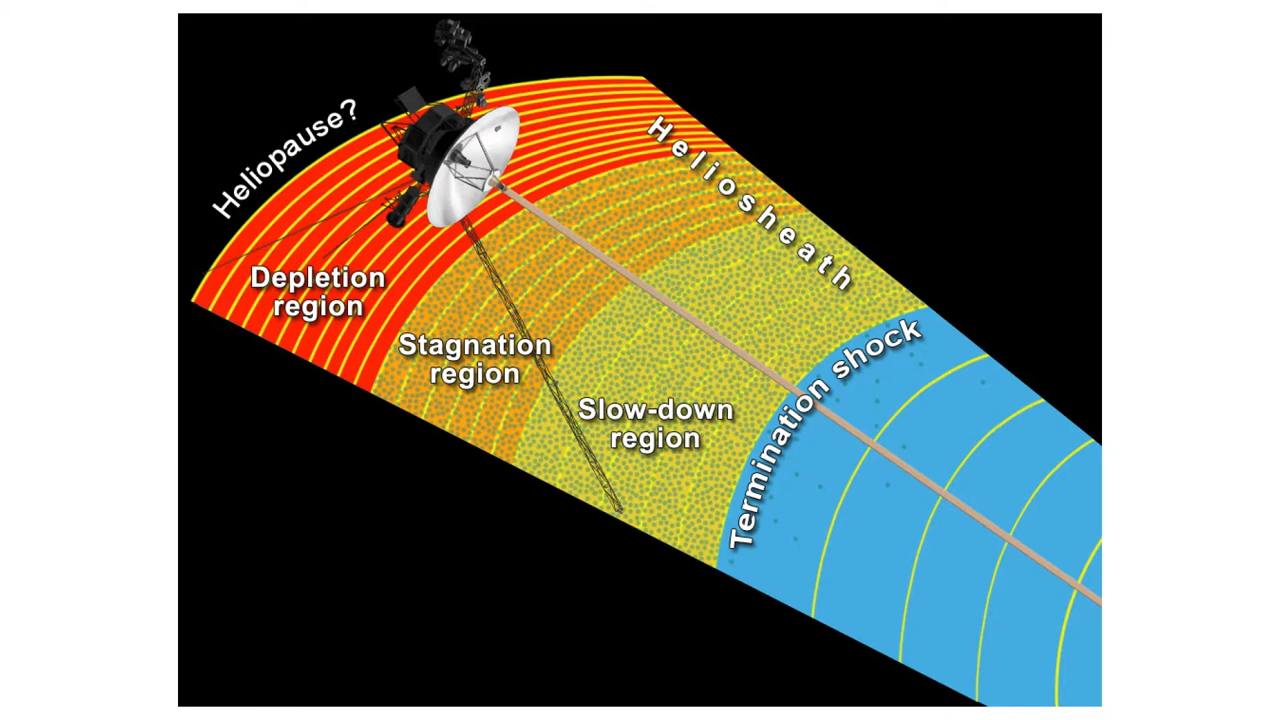 Heliopause?
Heliosheath
Depletion
region
Stagnation
region
Slow-down
region
Termination shock